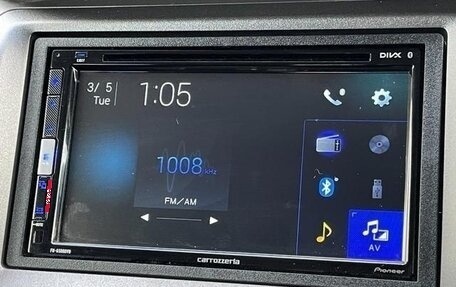 DIVX
3/ 5
Tue
1:05
1008 kHz
FM/AM
AV
carrozzeria
Pioneer